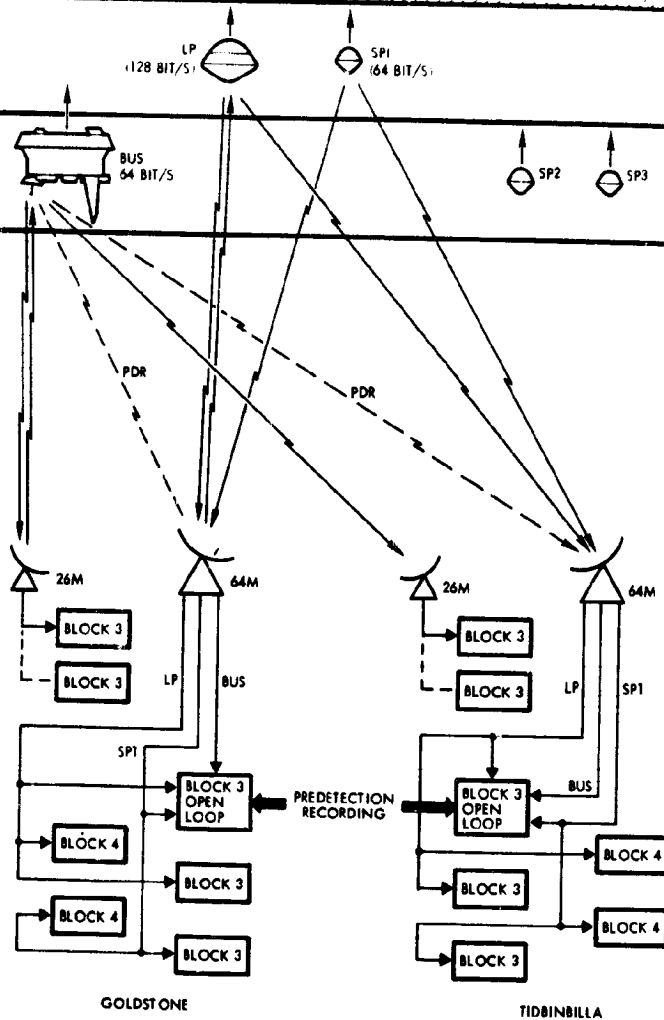 LP
(128 BIT/S)
SP1
(64 BIT/S)
BUS
64 BIT/S
SP2
SP3
PDR
PDR
26M
64M
26M
64M
BLOCK 3
BLOCK 3
BLOCK 3
BLOCK 3
LP
BUS
LP
SP1
SP1
BUS
BLOCK 3
OPEN
LOOP
PREDETECTION
RECORDING
BLOCK 3
OPEN
LOOP
BLOCK 4
BLOCK 4
BLOCK 3
BLOCK 3
BLOCK 4
BLOCK 4
BLOCK 3
BLOCK 3
GOLDSTONE
TIDBINBILLA